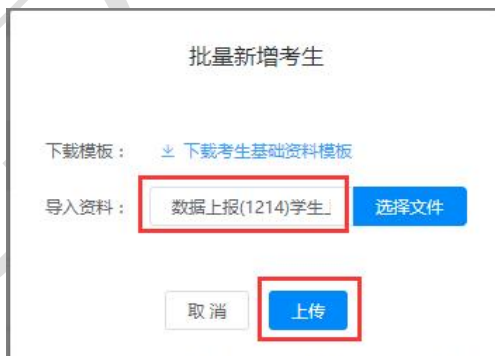 批量新增考生
下载模板： 下载考生基础资料模板
导入资料： 数据上报(1214)学生 选择文件
取消 上传